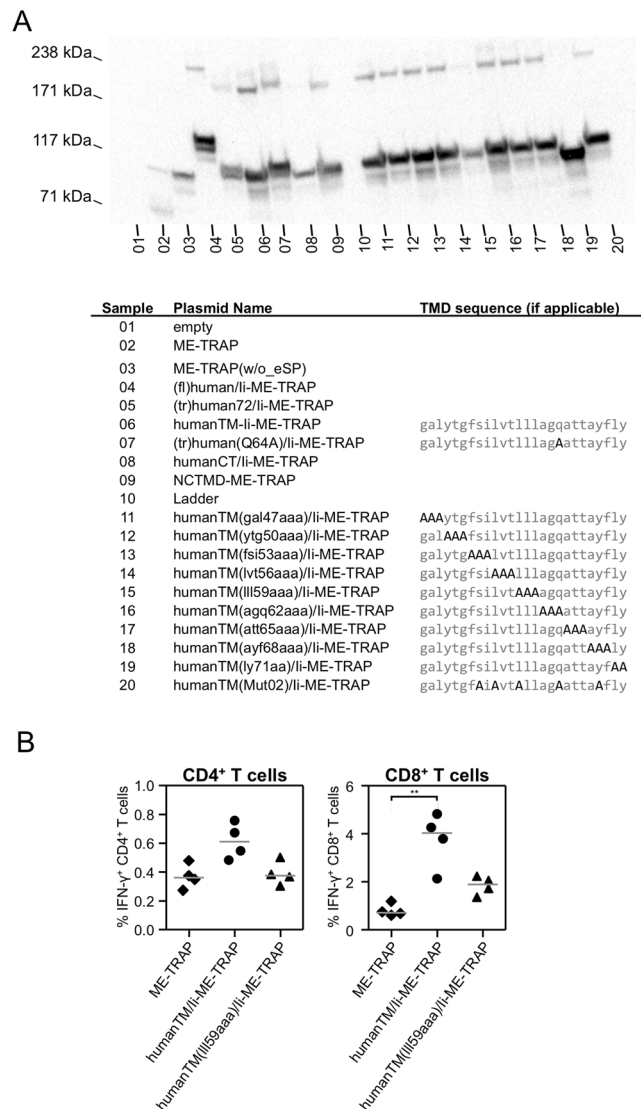 A
238 kDa
171 kDa
117 kDa
71 kDa
01 02 03 04 05 06 07 08 09 10 11 12 13 14 15 16 17 18 19 20
Sample Plasmid Name TMD sequence (if applicable)
01 empty
02 ME-TRAP
03 ME-TRAP(w/o_eSP)
04 (fl)human/Ii-ME-TRAP
05 (tr)human72/Ii-ME-TRAP
06 humanTM-Ii-ME-TRAP galytgfsilvtlllagqattayfly
07 (tr)human(Q64A)/Ii-ME-TRAP galytgfsilvtlllagAattayfly
08 humanCT/Ii-ME-TRAP
09 NCTMD-ME-TRAP
10 Ladder
11 humanTM(gal47aaa)/Ii-ME-TRAP AAAytgfsilvtlllagqattayfly
12 humanTM(ytg50aaa)/Ii-ME-TRAP galAAAfsilvtlllagqattayfly
13 humanTM(fsi53aaa)/Ii-ME-TRAP galytgAAAlvtlllagqattayfly
14 humanTM(lvt56aaa)/Ii-ME-TRAP galytgfsiAAAlllagqattayfly
15 humanTM(lll59aaa)/Ii-ME-TRAP galytgfsilvtAAAagqattayfly
16 humanTM(agq62aaa)/Ii-ME-TRAP galytgfsilvtlllAAAattayfly
17 humanTM(att65aaa)/Ii-ME-TRAP galytgfsilvtlllagqAAAayfly
18 humanTM(ayf68aaa)/Ii-ME-TRAP galytgfsilvtlllagqattAAAly
19 humanTM(ly71aa)/Ii-ME-TRAP galytgfsilvtlllagqattayfAA
20 humanTM(Mut02)/Ii-ME-TRAP galytgfAiAvtAllagAattaAfly
B
CD4+ T cells
% IFN-γ+ CD4+ T cells
1.0
0.8
0.6
0.4
0.2
0.0
ME-TRAP
humanTM/Ii-ME-TRAP
humanTM(lll59aaa)/Ii-ME-TRAP
CD8+ T cells
% IFN-γ+ CD8+ T cells
6
4
2
0
**
ME-TRAP
humanTM/Ii-ME-TRAP
humanTM(lll59aaa)/Ii-ME-TRAP